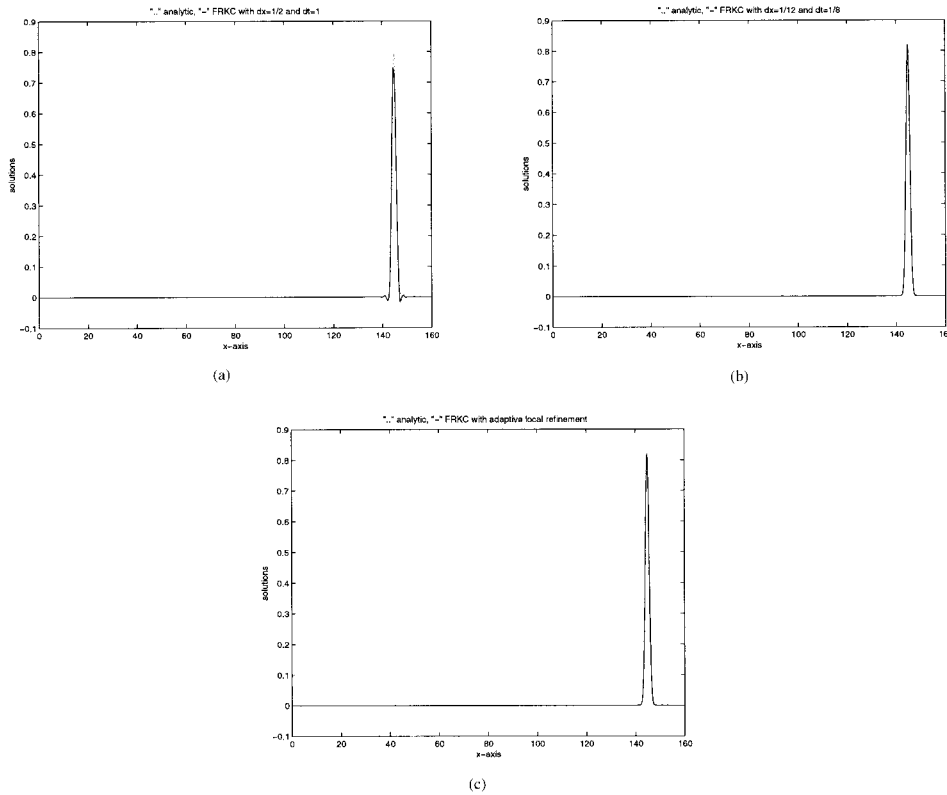 ".." analytic, "-" FRKC with dx=1/2 and dt=1
0.9
0.8
0.7
0.6
0.5
0.4
0.3
0.2
0.1
0
-0.1
solutions
0 20 40 60 80 100 120 140 160
x-axis
(a)
".." analytic, "-" FRKC with dx=1/12 and dt=1/8
0.9
0.8
0.7
0.6
0.5
0.4
0.3
0.2
0.1
0
-0.1
solutions
0 20 40 60 80 100 120 140 160
x-axis
(b)
".." analytic, "-" FRKC with adaptive local refinement
0.9
0.8
0.7
0.6
0.5
0.4
0.3
0.2
0.1
0
-0.1
solutions
0 20 40 60 80 100 120 140 160
x-axis
(c)